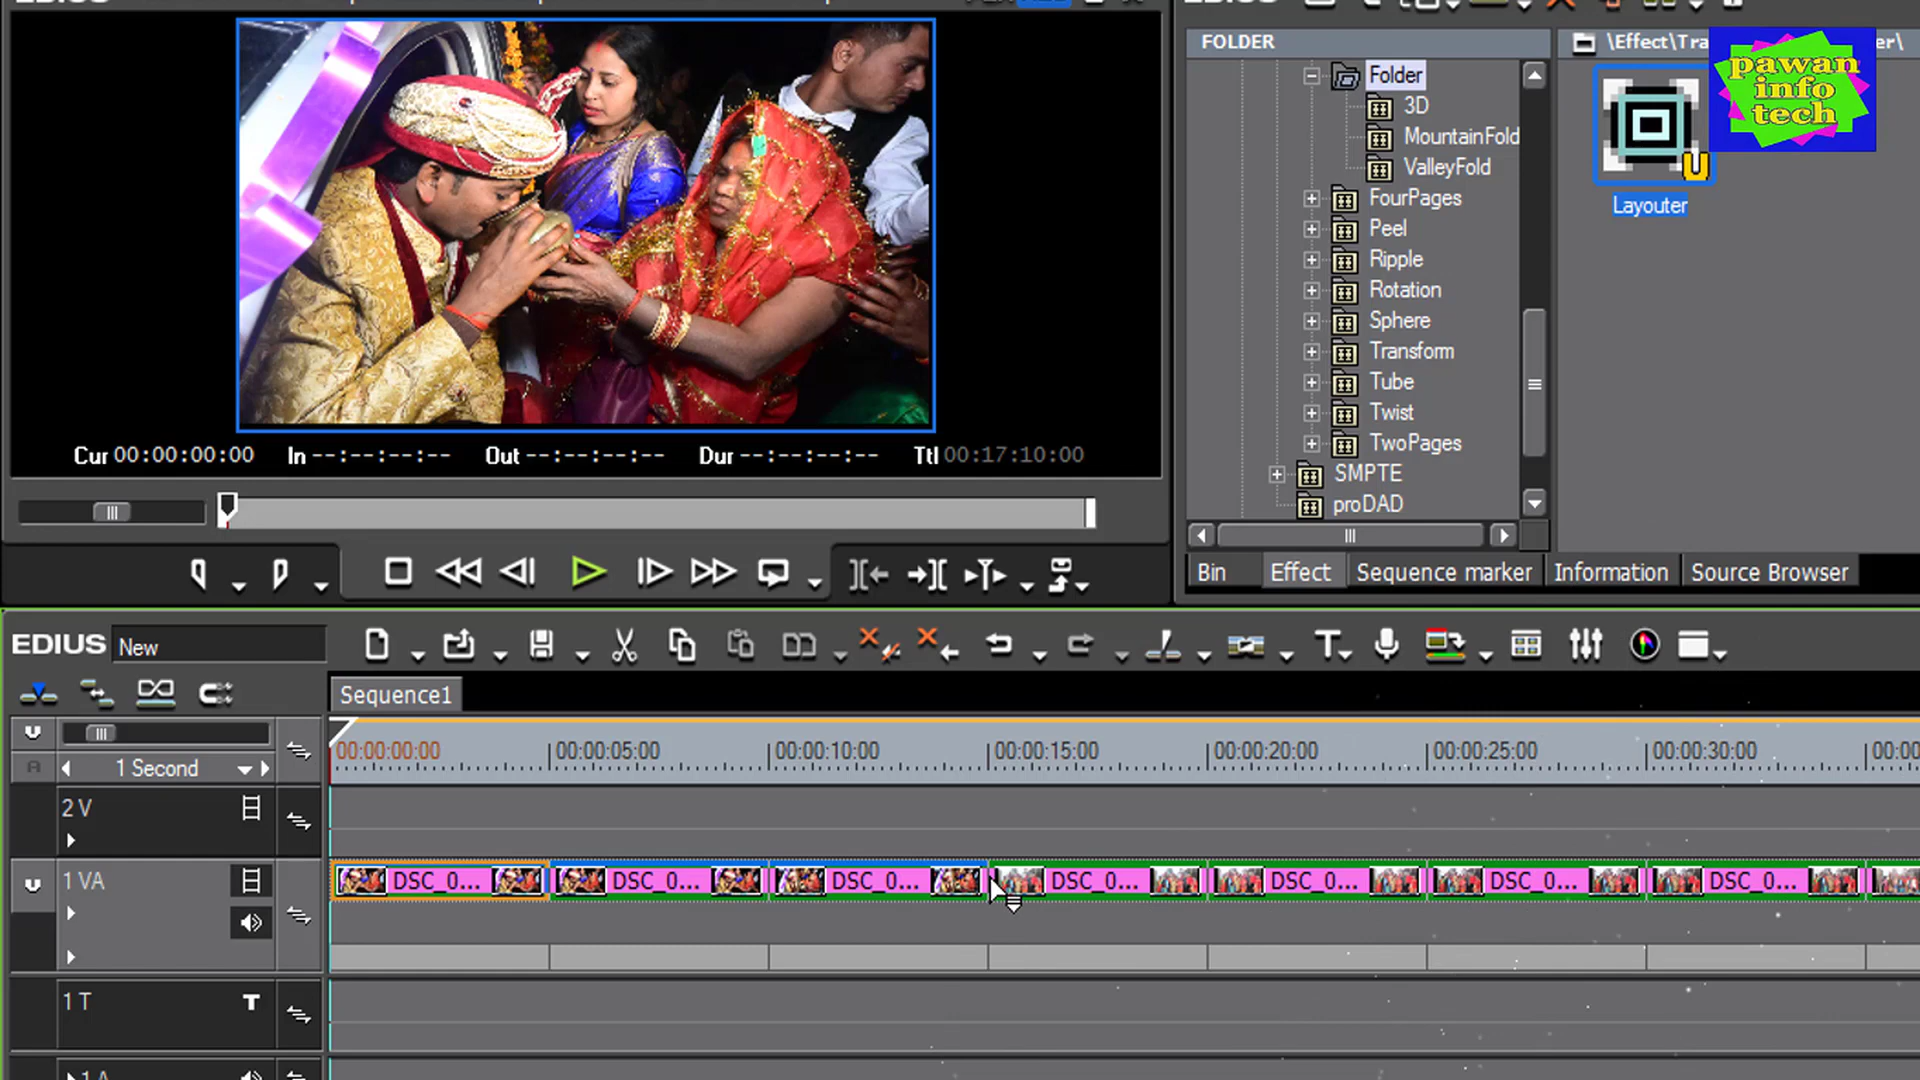 EDIUS
FOLDER
\Effect\Tra
er\
pawan
info
tech
Folder
3D
MountainFold
ValleyFold
FourPages
Peel
Ripple
Rotation
Sphere
Transform
Tube
Twist
TwoPages
SMPTE
proDAD
U
Layouter
Cur 00:00:00:00 In --:--:--:-- Out --:--:--:-- Dur --:--:--:-- Ttl 00:17:10:00
Bin Effect Sequence marker Information Source Browser
EDIUS New
Sequence1
1 Second
00:00:00:00 00:00:05:00 00:00:10:00 00:00:15:00 00:00:20:00 00:00:25:00 00:00:30:00 00:00
2 V
1 VA
DSC_0... DSC_0... DSC_0... DSC_0... DSC_0... DSC_0... DSC_0...
1 T T
1 A